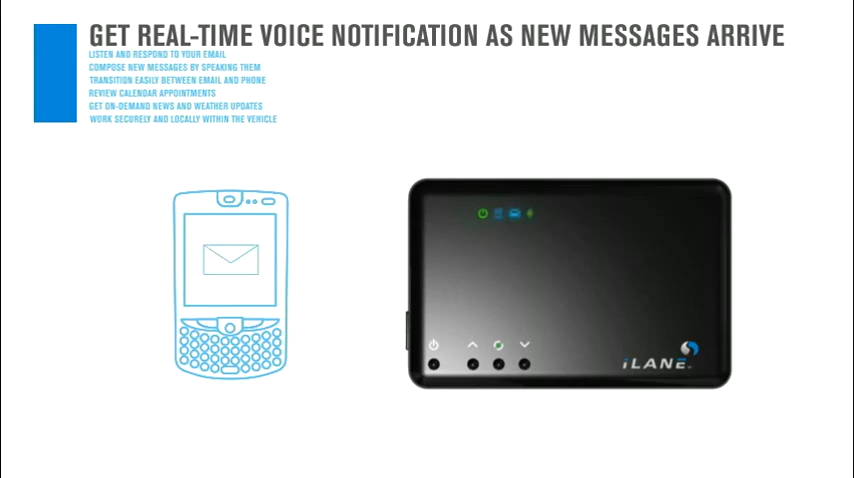 GET REAL-TIME VOICE NOTIFICATION AS NEW MESSAGES ARRIVE
LISTEN AND RESPOND TO YOUR EMAIL
COMPOSE NEW MESSAGES BY SPEAKING THEM
TRANSITION EASILY BETWEEN EMAIL AND PHONE
REVIEW CALENDAR APPOINTMENTS
GET ON-DEMAND NEWS AND WEATHER UPDATES
WORK SECURELY AND LOCALLY WITHIN THE VEHICLE
iLANE